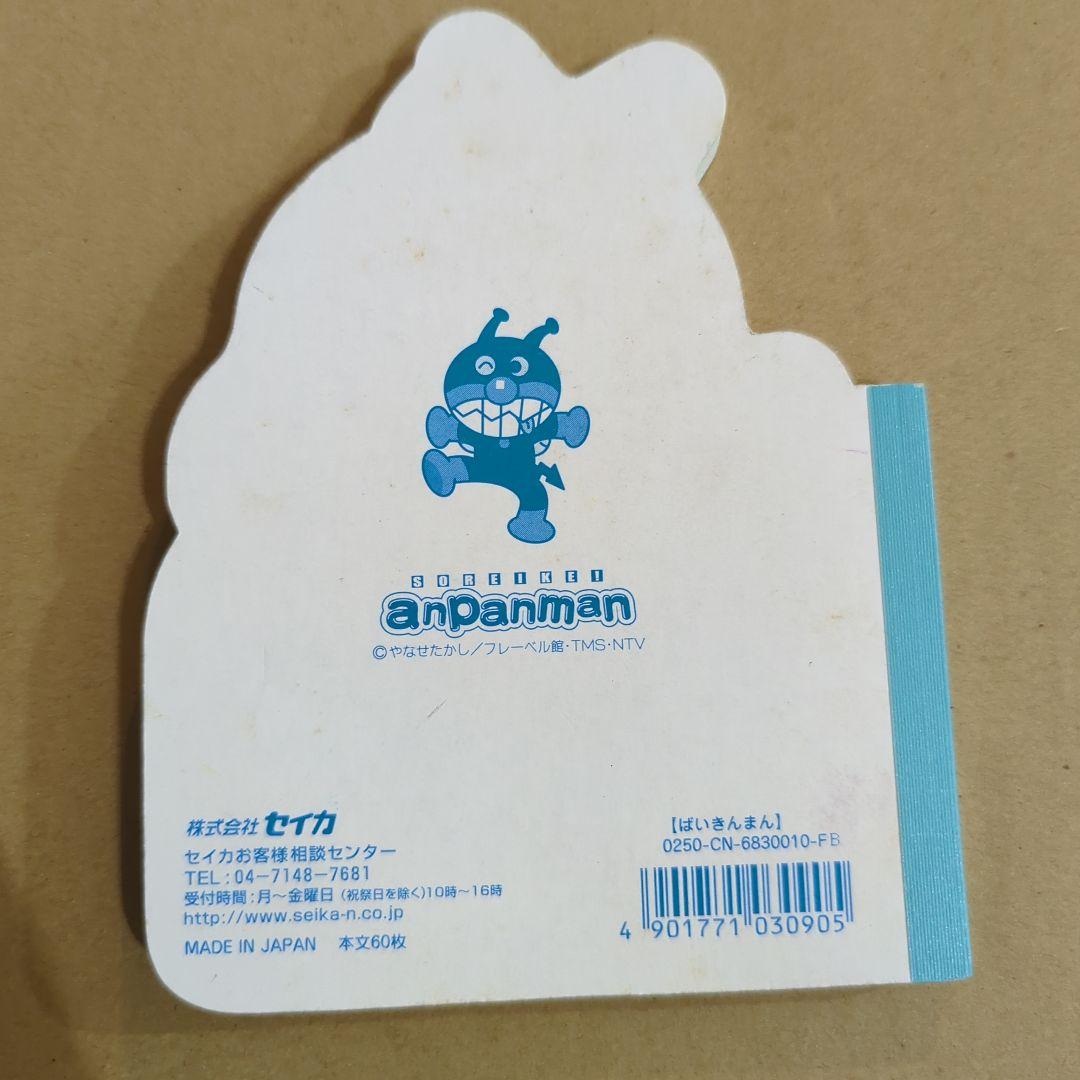 SOREIKE!
anpanman
©やなせたかし/フレーベル館・TMS・NTV
株式会社 セイカ
セイカお客様相談センター
TEL:04-7148-7681
受付時間:月〜金曜日(祝祭日を除く)10時〜16時
http://www.seika-n.co.jp
MADE IN JAPAN 本文60枚
【ばいきんまん】
0250-CN-6830010-FB
4 901771 030905